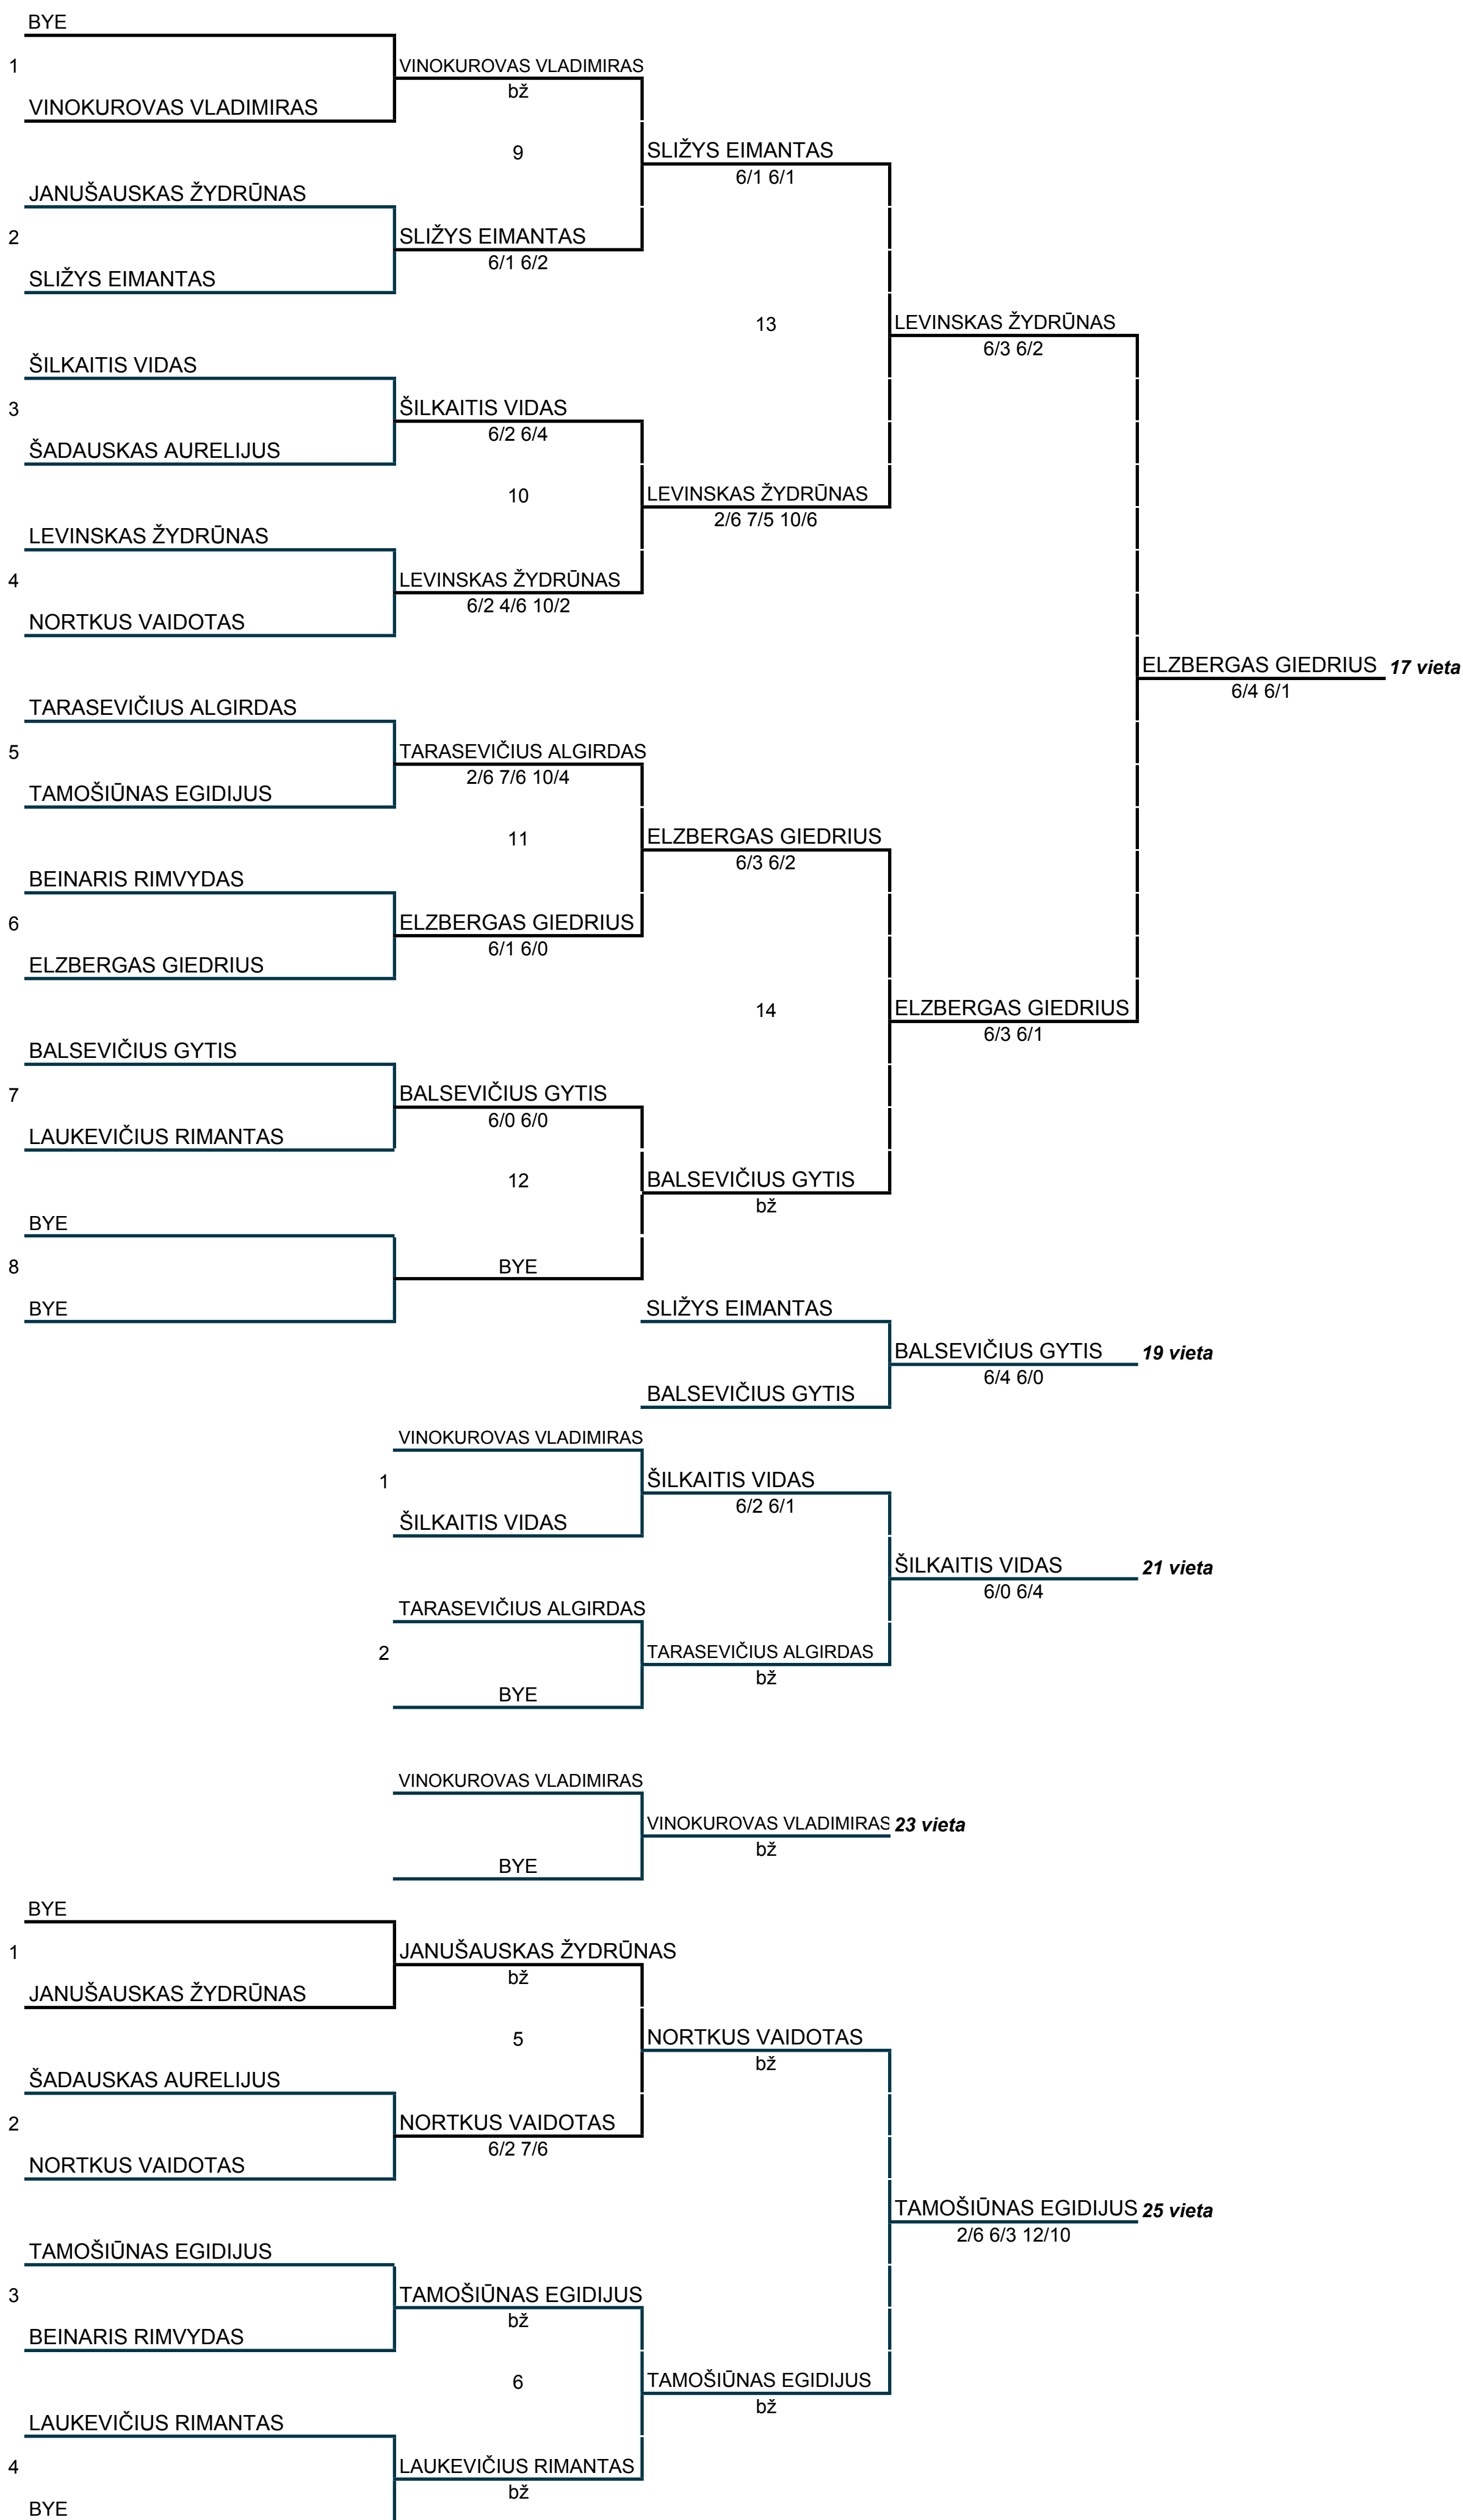 BYE
1
VINOKUROVAS VLADIMIRAS
bž
VINOKUROVAS VLADIMIRAS
9
SLIŽYS EIMANTAS
6/1 6/1
JANUŠAUSKAS ŽYDRŪNAS
2
SLIŽYS EIMANTAS
6/1 6/2
SLIŽYS EIMANTAS
13
LEVINSKAS ŽYDRŪNAS
6/3 6/2
ŠILKAITIS VIDAS
3
ŠILKAITIS VIDAS
6/2 6/4
ŠADAUSKAS AURELIJUS
10
LEVINSKAS ŽYDRŪNAS
2/6 7/5 10/6
LEVINSKAS ŽYDRŪNAS
4
LEVINSKAS ŽYDRŪNAS
6/2 4/6 10/2
NORTKUS VAIDOTAS
ELZBERGAS GIEDRIUS 17 vieta
6/4 6/1
TARASEVIČIUS ALGIRDAS
5
TARASEVIČIUS ALGIRDAS
2/6 7/6 10/4
TAMOŠIŪNAS EGIDIJUS
11
ELZBERGAS GIEDRIUS
6/3 6/2
BEINARIS RIMVYDAS
6
ELZBERGAS GIEDRIUS
6/1 6/0
ELZBERGAS GIEDRIUS
14
ELZBERGAS GIEDRIUS
6/3 6/1
BALSEVIČIUS GYTIS
7
BALSEVIČIUS GYTIS
6/0 6/0
LAUKEVIČIUS RIMANTAS
12
BALSEVIČIUS GYTIS
bž
BYE
8
BYE
BYE
SLIŽYS EIMANTAS
BALSEVIČIUS GYTIS 19 vieta
6/4 6/0
BALSEVIČIUS GYTIS
VINOKUROVAS VLADIMIRAS
1
ŠILKAITIS VIDAS
6/2 6/1
ŠILKAITIS VIDAS
ŠILKAITIS VIDAS 21 vieta
6/0 6/4
TARASEVIČIUS ALGIRDAS
2
TARASEVIČIUS ALGIRDAS
bž
BYE
VINOKUROVAS VLADIMIRAS
VINOKUROVAS VLADIMIRAS 23 vieta
bž
BYE
BYE
1
JANUŠAUSKAS ŽYDRŪNAS
bž
JANUŠAUSKAS ŽYDRŪNAS
5
NORTKUS VAIDOTAS
bž
ŠADAUSKAS AURELIJUS
2
NORTKUS VAIDOTAS
6/2 7/6
NORTKUS VAIDOTAS
TAMOŠIŪNAS EGIDIJUS 25 vieta
2/6 6/3 12/10
TAMOŠIŪNAS EGIDIJUS
3
TAMOŠIŪNAS EGIDIJUS
bž
BEINARIS RIMVYDAS
6
TAMOŠIŪNAS EGIDIJUS
bž
LAUKEVIČIUS RIMANTAS
4
LAUKEVIČIUS RIMANTAS
bž
BYE